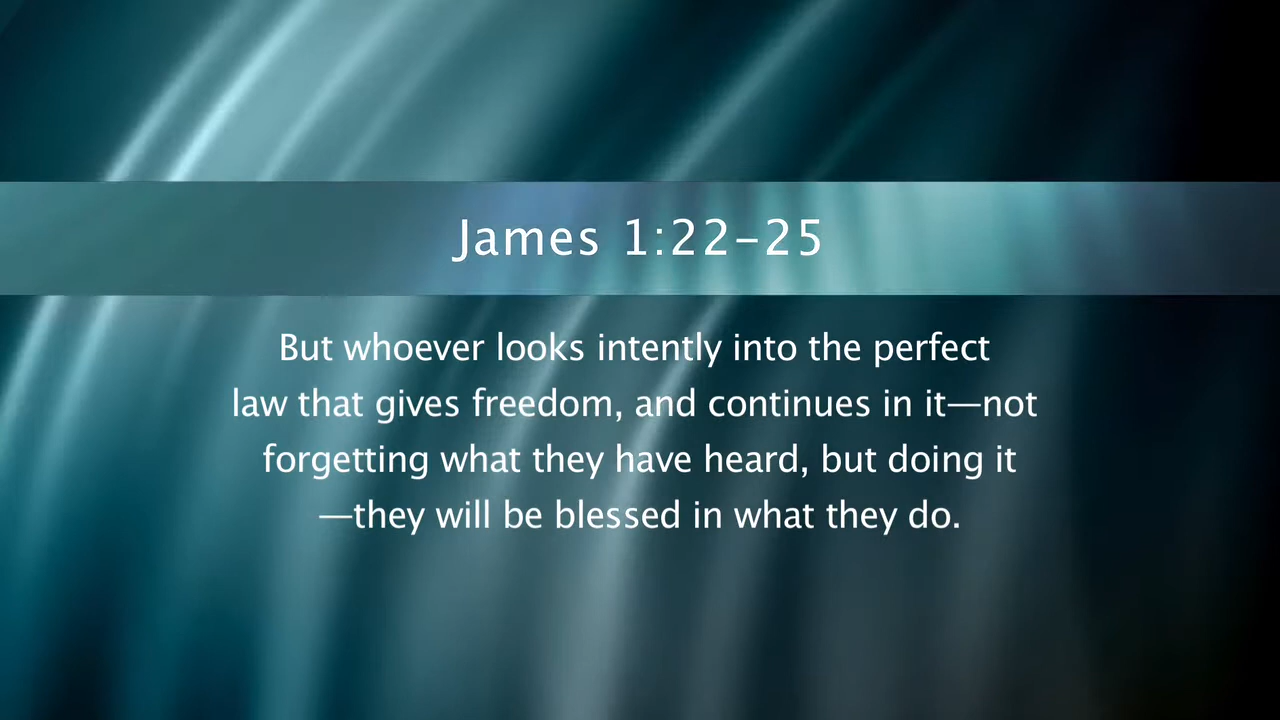 James 1:22–25
But whoever looks intently into the perfect
law that gives freedom, and continues in it—not
forgetting what they have heard, but doing it
—they will be blessed in what they do.